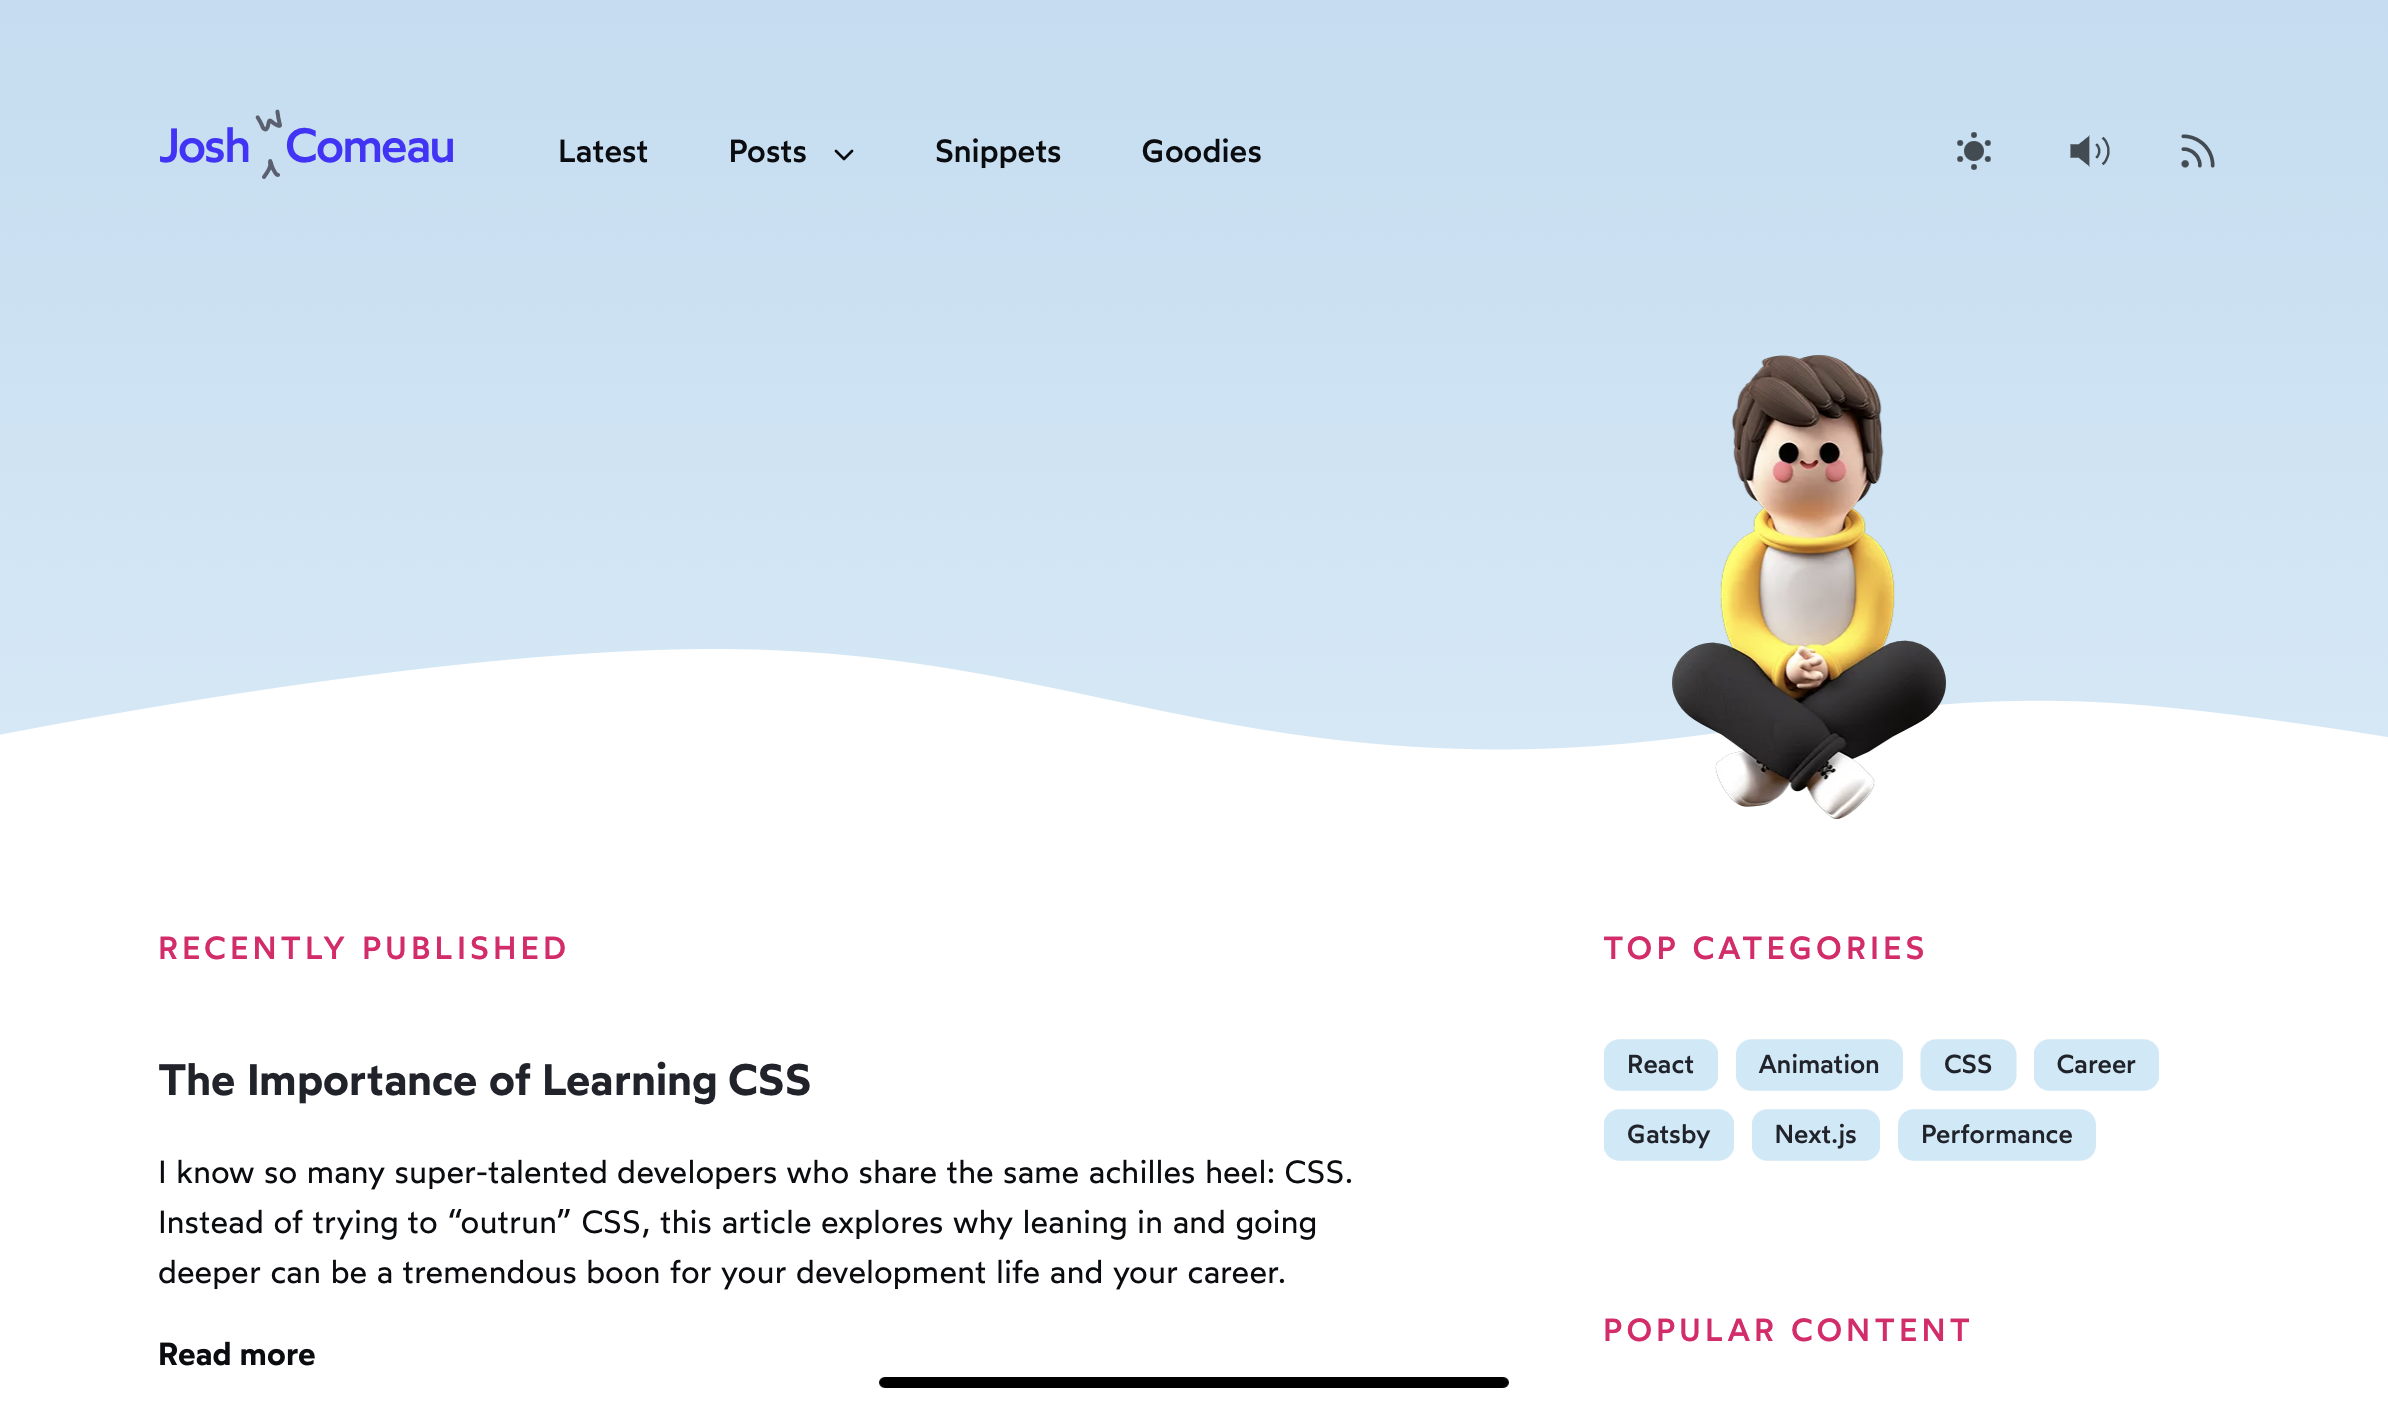 Josh W Comeau
Latest
Posts
Snippets
Goodies
RECENTLY PUBLISHED
The Importance of Learning CSS
I know so many super-talented developers who share the same achilles heel: CSS.
Instead of trying to “outrun” CSS, this article explores why leaning in and going
deeper can be a tremendous boon for your development life and your career.
Read more
TOP CATEGORIES
React Animation CSS Career
Gatsby Next.js Performance
POPULAR CONTENT